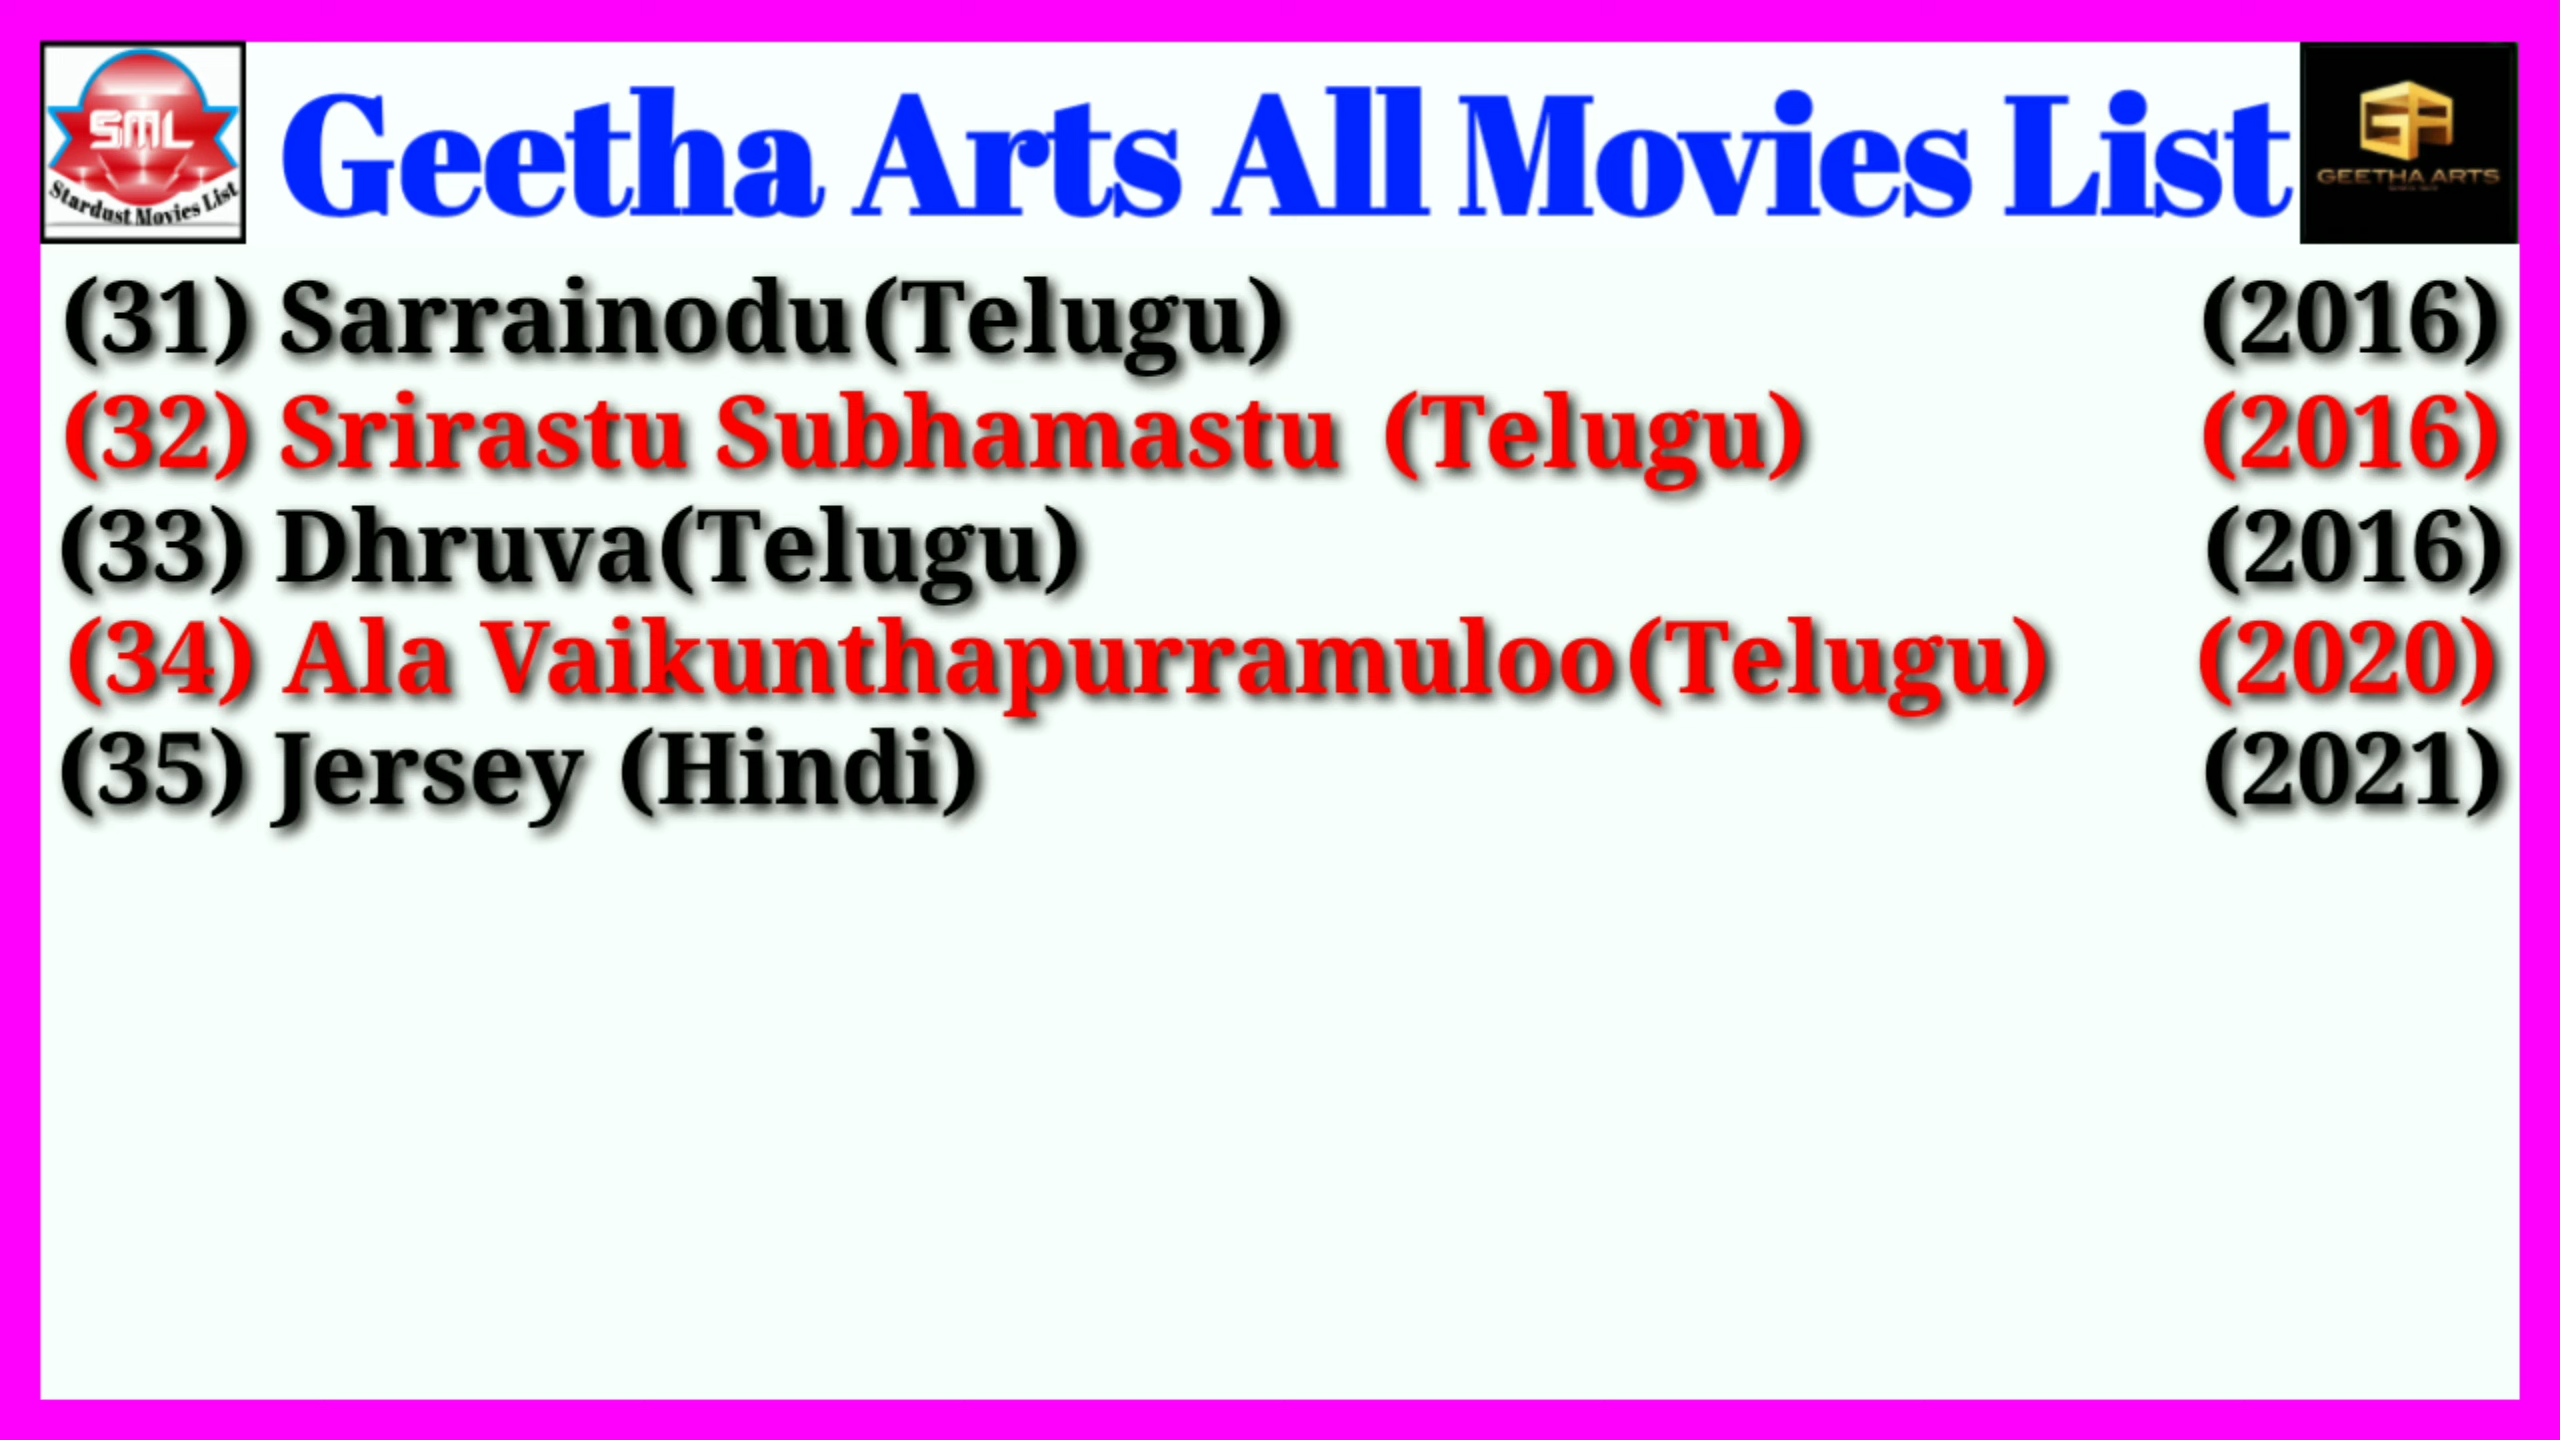 SML
Stardust Movies List
Geetha Arts All Movies List
GEETHA ARTS
(31) Sarrainodu(Telugu) (2016)
(32) Srirastu Subhamastu (Telugu) (2016)
(33) Dhruva(Telugu) (2016)
(34) Ala Vaikunthapurramuloo(Telugu) (2020)
(35) Jersey (Hindi) (2021)